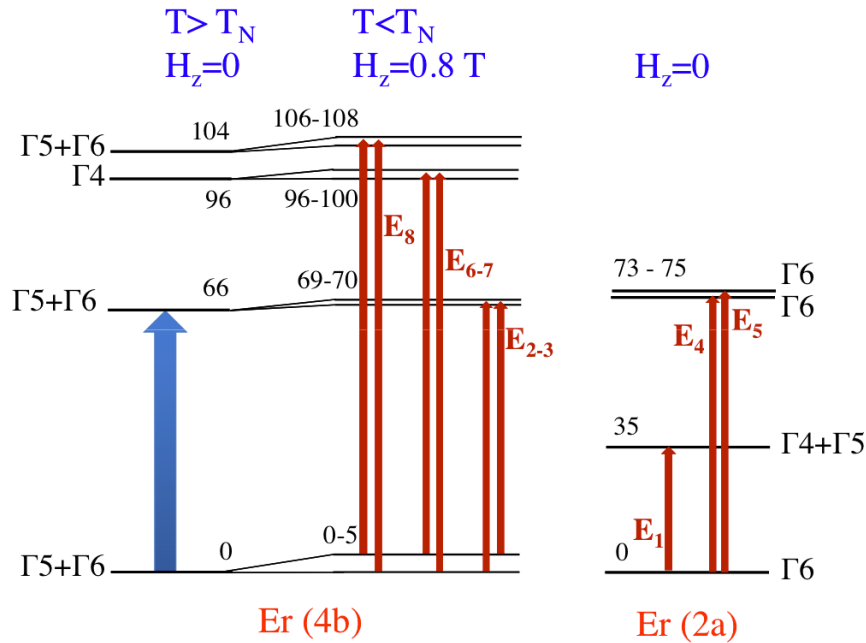 T> T_N
T<T_N
H_z=0
H_z=0.8 T
H_z=0
106-108
104
Γ5+Γ6
Γ4
96
96-100
E_8
E_6-7
69-70
66
Γ5+Γ6
E_2-3
73 - 75
Γ6
Γ6
E_4
E_5
35
Γ4+Γ5
0-5
0
Γ5+Γ6
E_1
0
Γ6
Er (4b)
Er (2a)